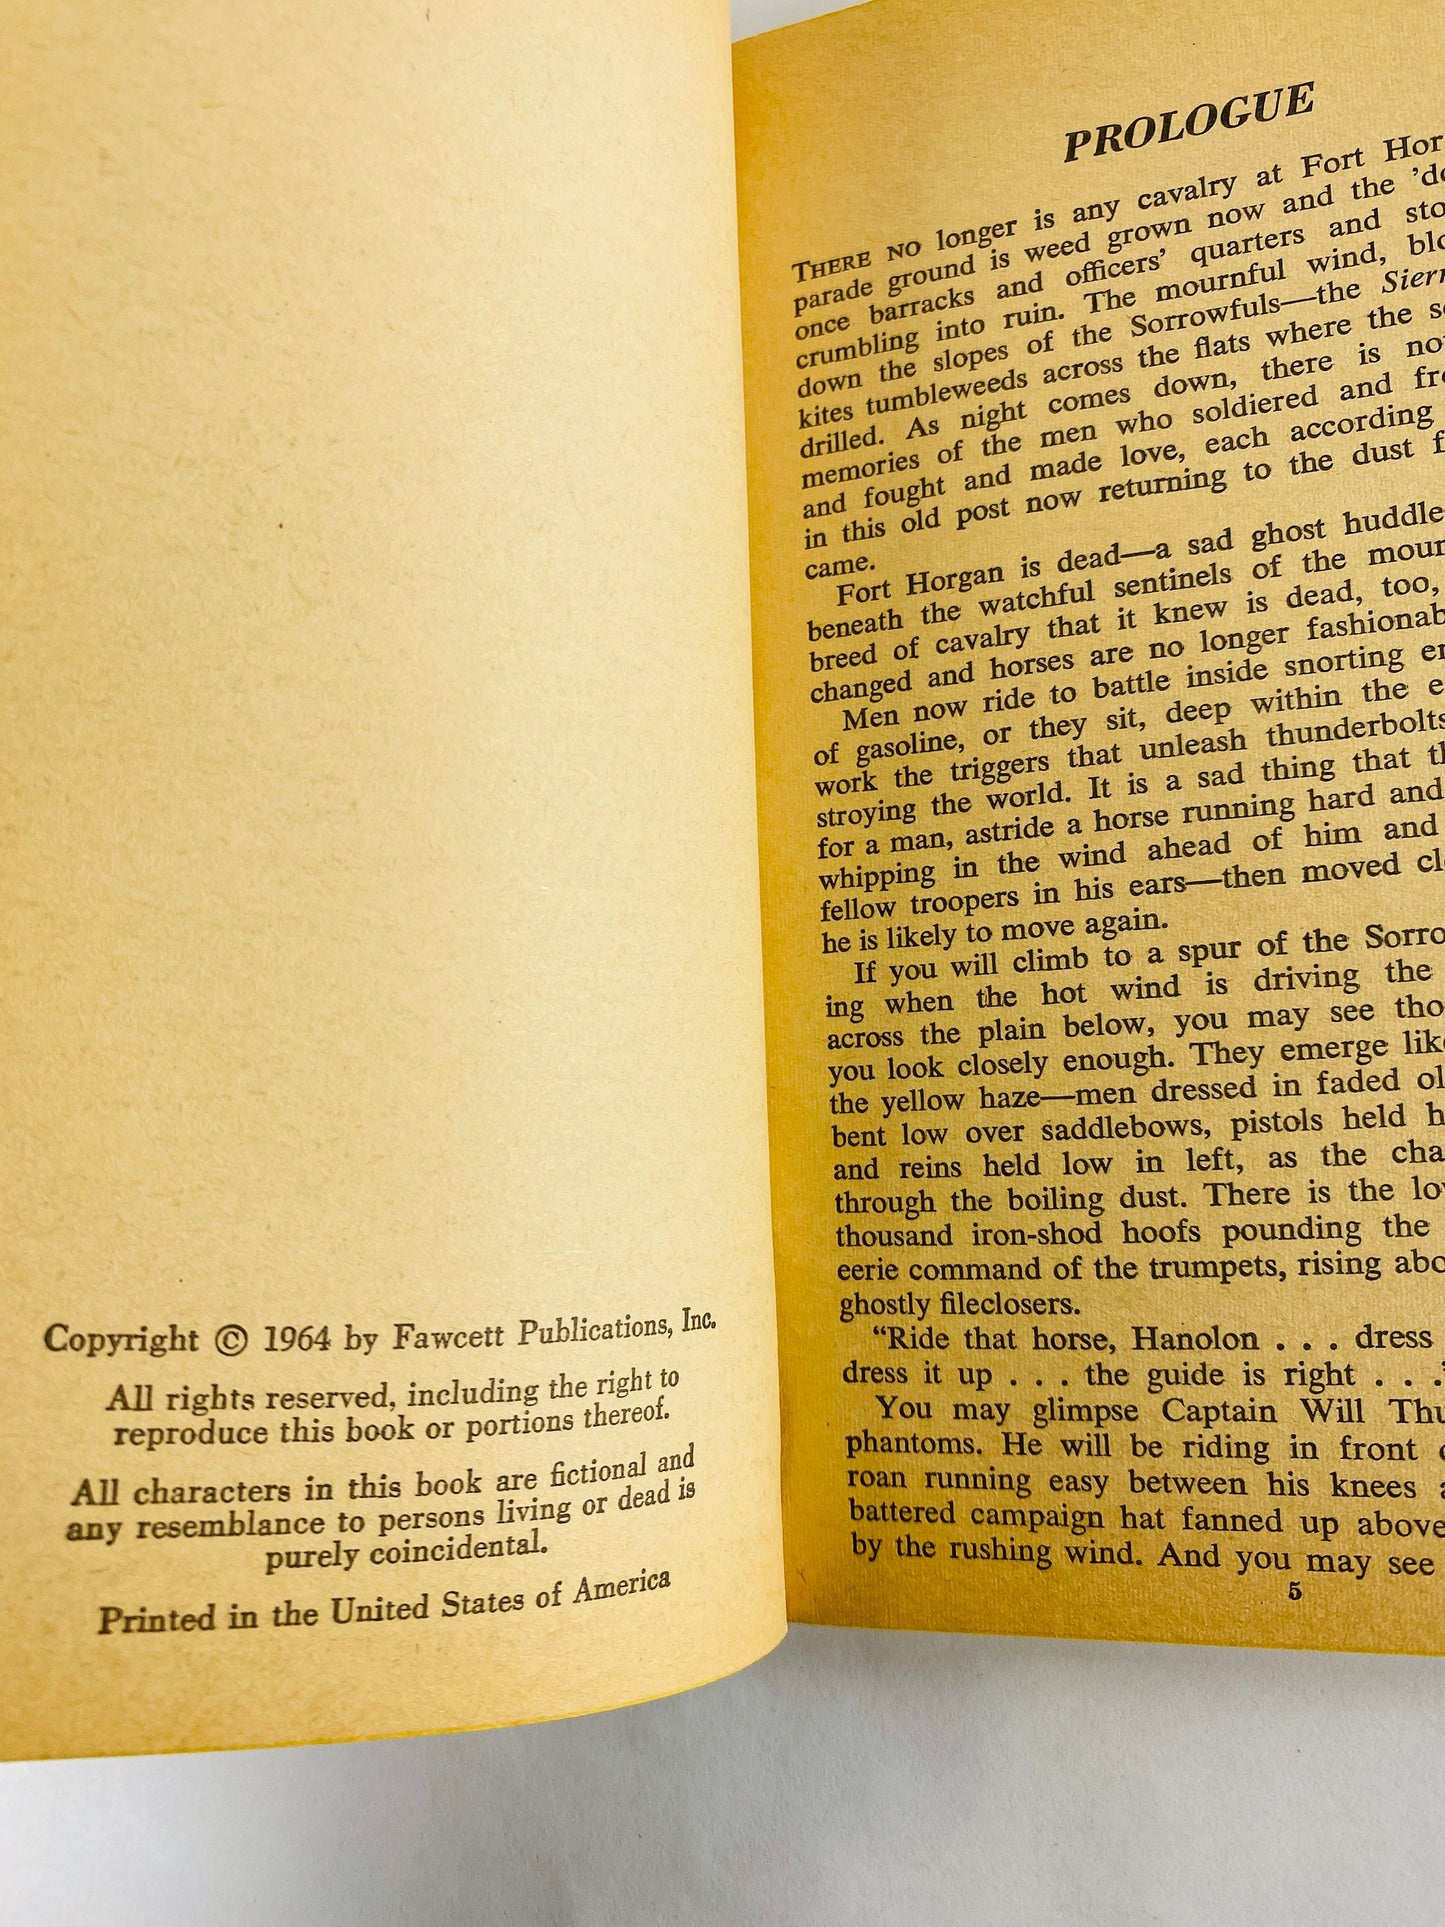 Copyright © 1964 by Fawcett Publications, Inc.
All rights reserved, including the right to
reproduce this book or portions thereof.
All characters in this book are fictional and
any resemblance to persons living or dead is
purely coincidental.
Printed in the United States of America
PROLOGUE
THERE NO longer is any cavalry at Fort Hor
parade ground is weed grown now and the 'do
once barracks and officers' quarters and sto
crumbling into ruin. The mournful wind, blo
down the slopes of the Sorrowfuls—the Sierr
kites tumbleweeds across the flats where the s
drilled. As night comes down, there is no
memories of the men who soldiered and fr
and fought and made love, each according
in this old post now returning to the dust f
came.
Fort Horgan is dead—a sad ghost huddle
beneath the watchful sentinels of the moun
breed of cavalry that it knew is dead, too,
changed and horses are no longer fashionab
Men now ride to battle inside snorting en
of gasoline, or they sit, deep within the e
work the triggers that unleash thunderbolts
stroying the world. It is a sad thing that th
for a man, astride a horse running hard and
whipping in the wind ahead of him and
fellow troopers in his ears—then moved cl
he is likely to move again.
If you will climb to a spur of the Sorro
ing when the hot wind is driving the
across the plain below, you may see tho
you look closely enough. They emerge like
the yellow haze—men dressed in faded ol
bent low over saddlebows, pistols held h
and reins held low in left, as the cha
through the boiling dust. There is the lo
thousand iron-shod hoofs pounding the
eerie command of the trumpets, rising abo
ghostly fileclosers.
“Ride that horse, Hanolon . . . dress
dress it up . . . the guide is right . . .”
You may glimpse Captain Will Thu
phantoms. He will be riding in front
roan running easy between his knees a
battered campaign hat fanned up above
by the rushing wind. And you may see
5